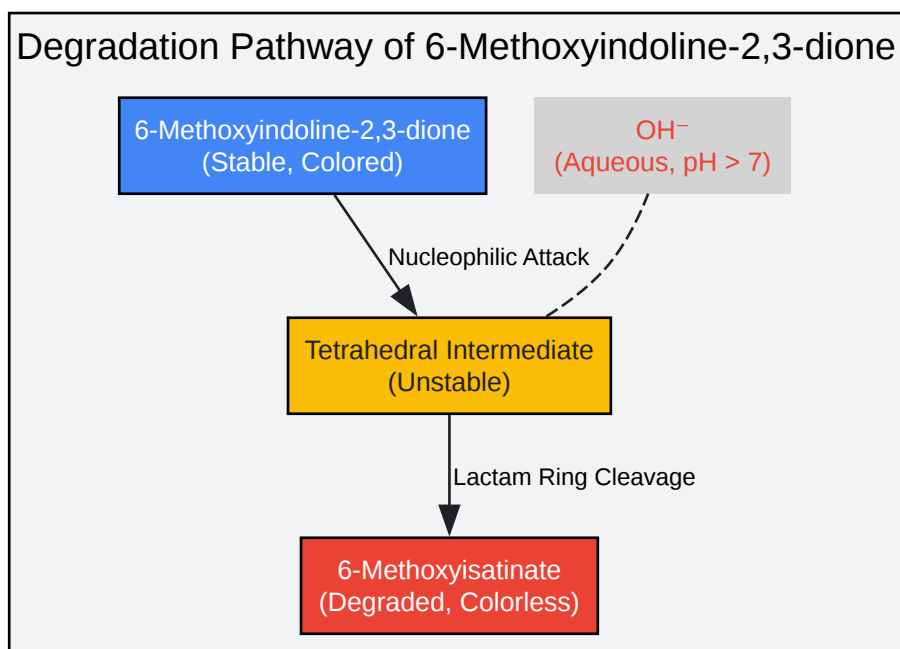 Degradation Pathway of 6-Methoxyindoline-2,3-dione
6-Methoxyindoline-2,3-dione
(Stable, Colored)
OH⁻
(Aqueous, pH > 7)
Nucleophilic Attack
Tetrahedral Intermediate
(Unstable)
Lactam Ring Cleavage
6-Methoxyisatinate
(Degraded, Colorless)